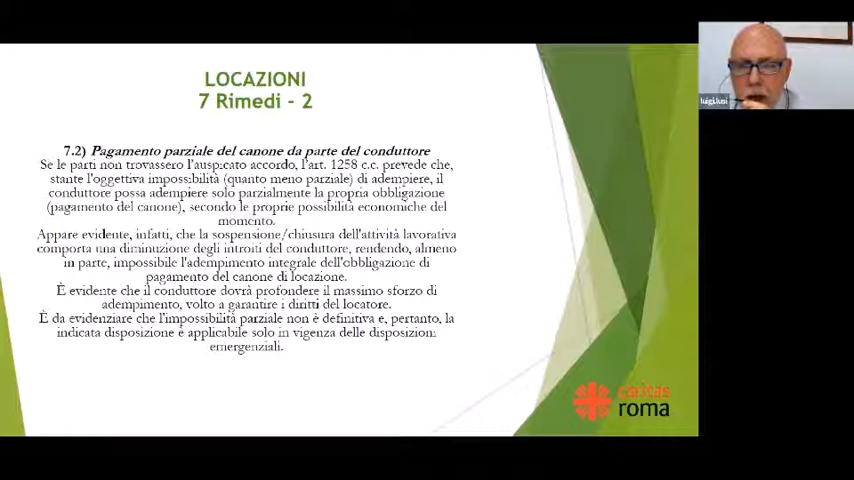 LOCAZIONI
7 Rimedi - 2
7.2) Pagamento parziale del canone da parte del conduttore
Se le parti non trovassero l'auspicato accordo, l'art. 1258 c.c. prevede che,
stante l'oggettiva impossibilità (quanto meno parziale) di adempiere, il
conduttore possa adempiere solo parzialmente la propria obbligazione
(pagamento del canone), secondo le proprie possibilità economiche del
momento.
Appare evidente, infatti, che la sospensione/chiusura dell'attività lavorativa
comporta una diminuzione degli introiti del conduttore, rendendo, almeno
in parte, impossibile l'adempimento integrale dell'obbligazione di
pagamento del canone di locazione.
È evidente che il conduttore dovrà profondere il massimo sforzo di
adempimento, volto a garantire i diritti del locatore.
È da evidenziare che l'impossibilità parziale non è definitiva e, pertanto, la
indicata disposizione è applicabile solo in vigenza delle disposizioni
emergenziali.
caritas
roma
luigi.lusi